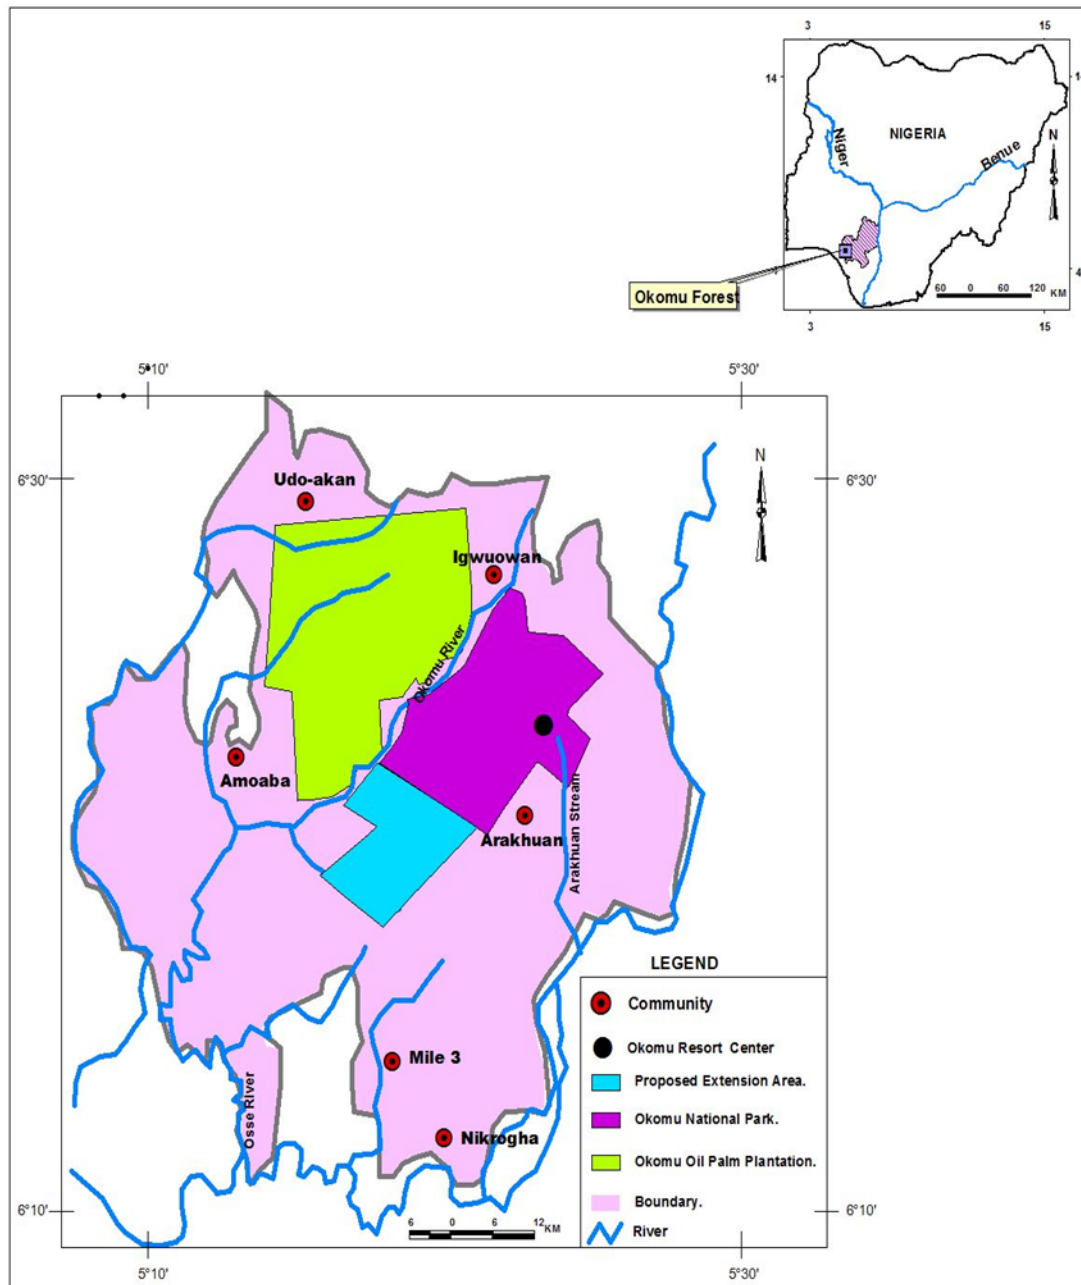 3 15
14 1
NIGERIA
N
Niger
Benue
4
Okomu Forest
60 0 60 120 KM
3 15
5°10' 5°30'
N
6°30' 6°30'
Udo-akan
Igwuowan
Okomu River
Amoaba
Arakhuan
Arakhuan Stream
LEGEND
Community
Mile 3
Okomu Resort Center
Osse River
Proposed Extension Area.
Okomu National Park.
Nikrogha
Okomu Oil Palm Plantation.
Boundary.
6°10' 6°10'
6 0 6 12 KM
River
5°10' 5°30'